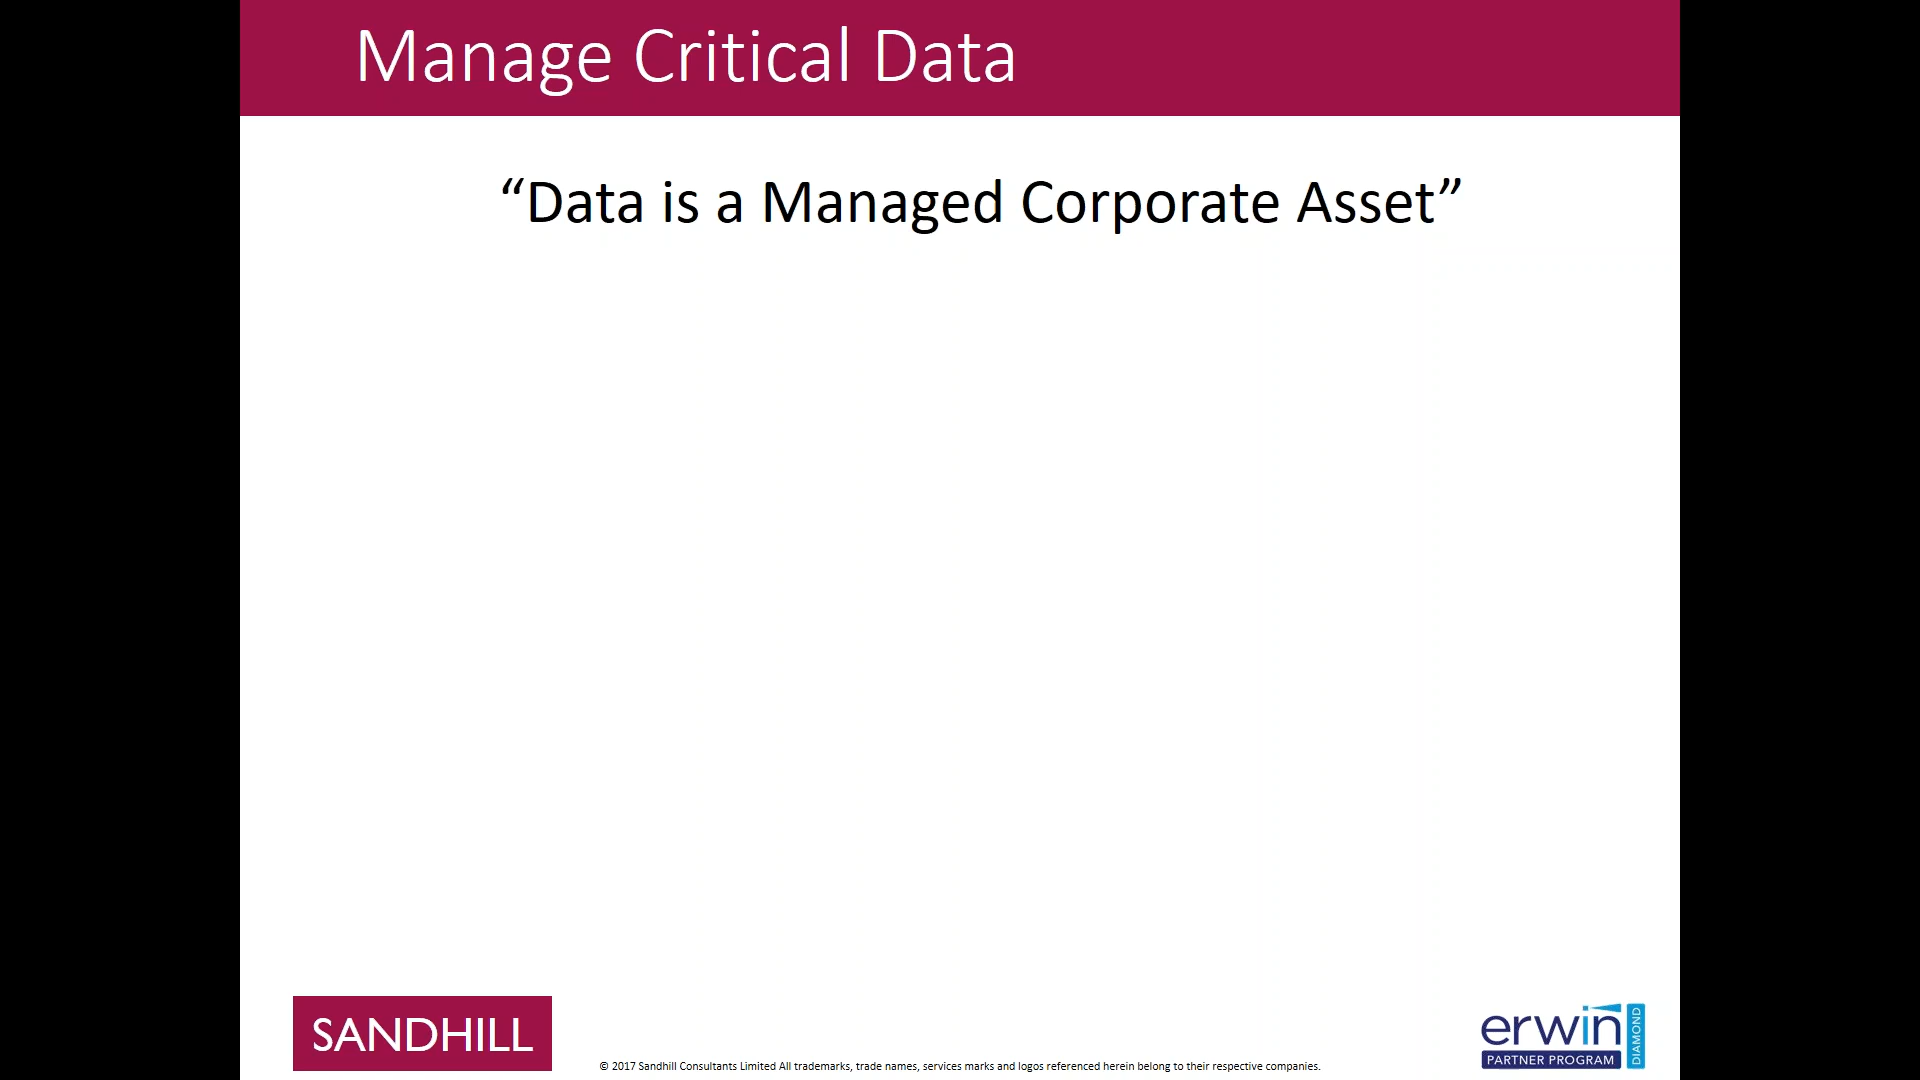 Manage Critical Data
“Data is a Managed Corporate Asset”
SANDHILL
© 2017 Sandhill Consultants Limited All trademarks, trade names, services marks and logos referenced herein belong to their respective companies.
erwin
PARTNER PROGRAM
DIAMOND